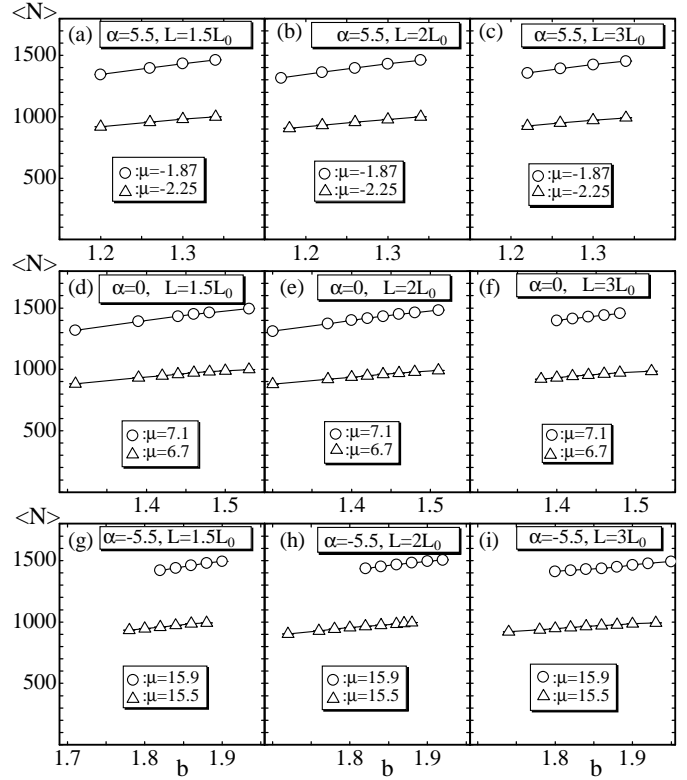 <N>
1500
1000
500
(a) α=5.5, L=1.5L₀
:μ=-1.87
:μ=-2.25
1.2 1.3
(b) α=5.5, L=2L₀
:μ=-1.87
:μ=-2.25
1.2 1.3
(c) α=5.5, L=3L₀
:μ=-1.87
:μ=-2.25
1.2 1.3
<N>
1500
1000
500
(d) α=0, L=1.5L₀
:μ=7.1
:μ=6.7
1.4 1.5
(e) α=0, L=2L₀
:μ=7.1
:μ=6.7
1.4 1.5
(f) α=0, L=3L₀
:μ=7.1
:μ=6.7
1.4 1.5
<N>
1500
1000
500
(g) α=-5.5, L=1.5L₀
:μ=15.9
:μ=15.5
1.7 1.8 1.9
b
(h) α=-5.5, L=2L₀
:μ=15.9
:μ=15.5
1.8 1.9
b
(i) α=-5.5, L=3L₀
:μ=15.9
:μ=15.5
1.8 1.9
b